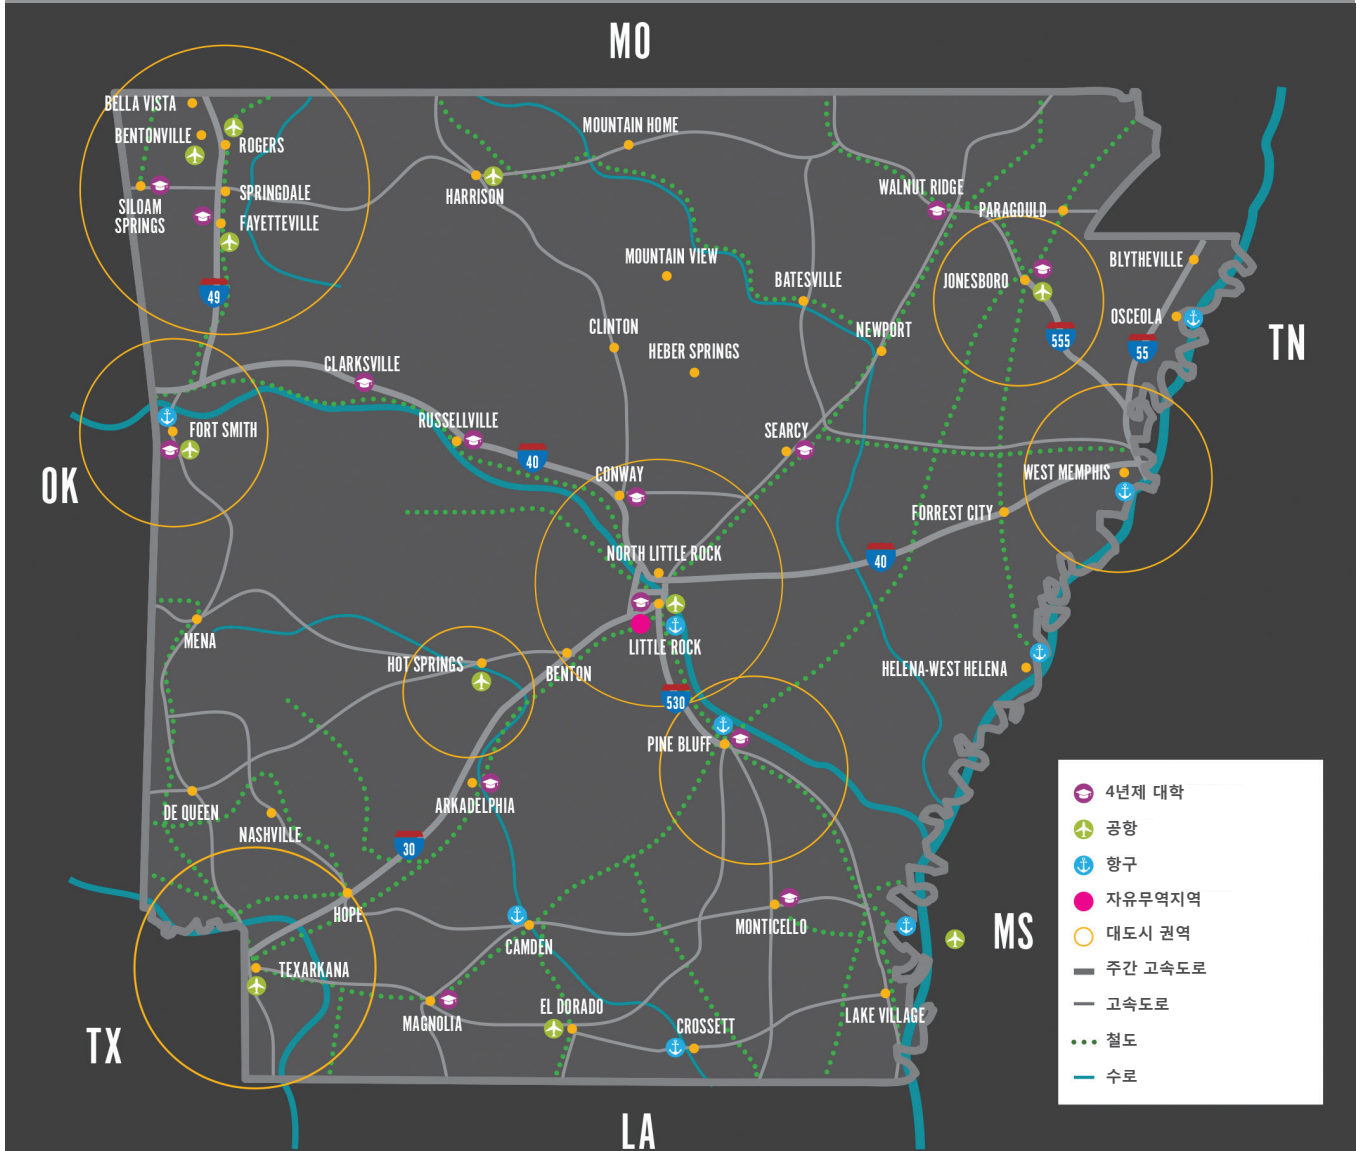 MO
BELLA VISTA
BENTONVILLE
ROGERS
SILOAM
SPRINGS
SPRINGDALE
FAYETTEVILLE
49
HARRISON
MOUNTAIN HOME
WALNUT RIDGE
PARAGOULD
MOUNTAIN VIEW
BATESVILLE
JONESBORO
BLYTHEVILLE
OSCEOLA
555
55
TN
CLINTON
HEBER SPRINGS
NEWPORT
CLARKSVILLE
FORT SMITH
RUSSELLVILLE
40
SEARCY
OK
CONWAY
WEST MEMPHIS
FORREST CITY
NORTH LITTLE ROCK
40
MENA
HOT SPRINGS
BENTON
LITTLE ROCK
HELENA-WEST HELENA
530
PINE BLUFF
DE QUEEN
NASHVILLE
ARKADELPHIA
30
HOPE
CAMDEN
MONTICELLO
MS
TEXARKANA
MAGNOLIA
EL DORADO
CROSSETT
LAKE VILLAGE
TX
LA
4년제 대학
공항
항구
자유무역지역
대도시 권역
주간 고속도로
고속도로
철도
수로